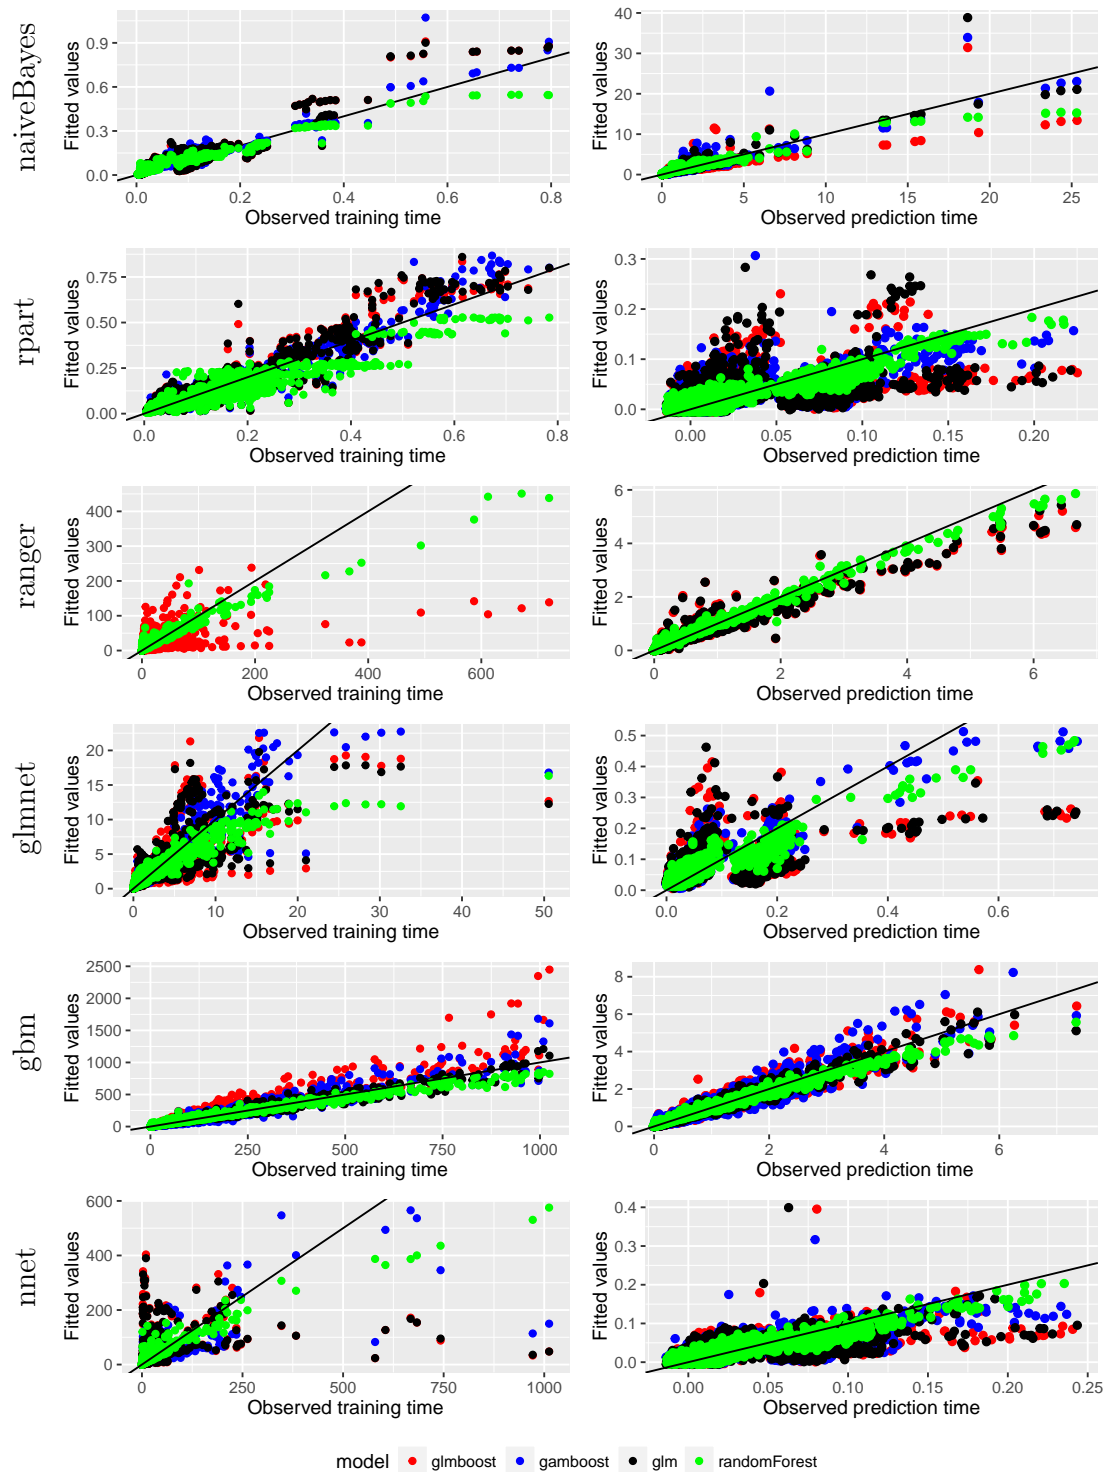 naiveBayes
Fitted values
0.9
0.6
0.3
0.0
0.0 0.2 0.4 0.6 0.8
Observed training time
Fitted values
40
30
20
10
0
0 5 10 15 20 25
Observed prediction time
rpart
Fitted values
0.75
0.50
0.25
0.00
0.0 0.2 0.4 0.6 0.8
Observed training time
Fitted values
0.3
0.2
0.1
0.0
0.00 0.05 0.10 0.15 0.20
Observed prediction time
ranger
Fitted values
400
300
200
100
0
0 200 400 600
Observed training time
Fitted values
6
4
2
0
0 2 4 6
Observed prediction time
glmnet
Fitted values
20
15
10
5
0
0 10 20 30 40 50
Observed training time
Fitted values
0.5
0.4
0.3
0.2
0.1
0.0
0.0 0.2 0.4 0.6
Observed prediction time
gbm
Fitted values
2500
2000
1500
1000
500
0
0 250 500 750 1000
Observed training time
Fitted values
8
6
4
2
0
0 2 4 6
Observed prediction time
nnet
Fitted values
600
400
200
0
0 250 500 750 1000
Observed training time
Fitted values
0.4
0.3
0.2
0.1
0.0
0.00 0.05 0.10 0.15 0.20 0.25
Observed prediction time
model glmboost gamboost glm randomForest